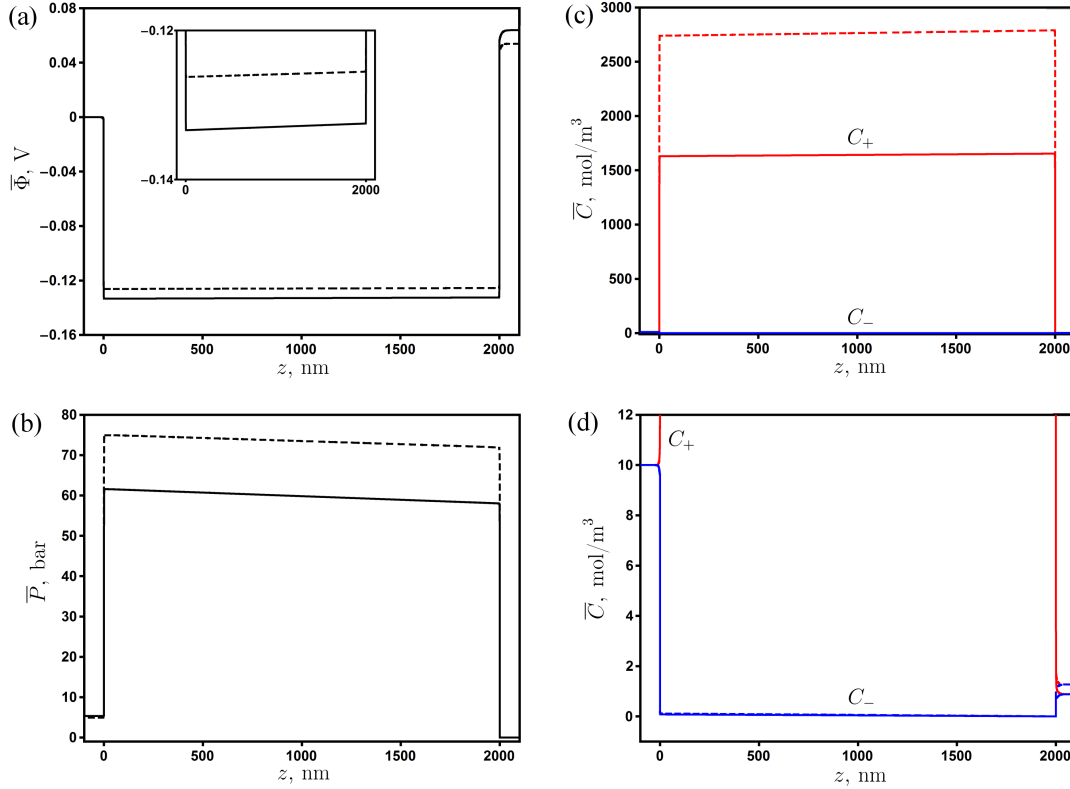 (a)
0.08
0.04
0
−0.04
−0.08
−0.12
−0.16
Φ̅, V
−0.12
−0.14
0
2000
0 500 1000 1500 2000
z, nm
(c)
3000
2500
2000
1500
1000
500
0
C̅, mol/m³
C₊
C₋
0 500 1000 1500 2000
z, nm
(b)
80
70
60
50
40
30
20
10
0
P̅, bar
0 500 1000 1500 2000
z, nm
(d)
12
10
8
6
4
2
0
C̅, mol/m³
C₊
C₋
0 500 1000 1500 2000
z, nm